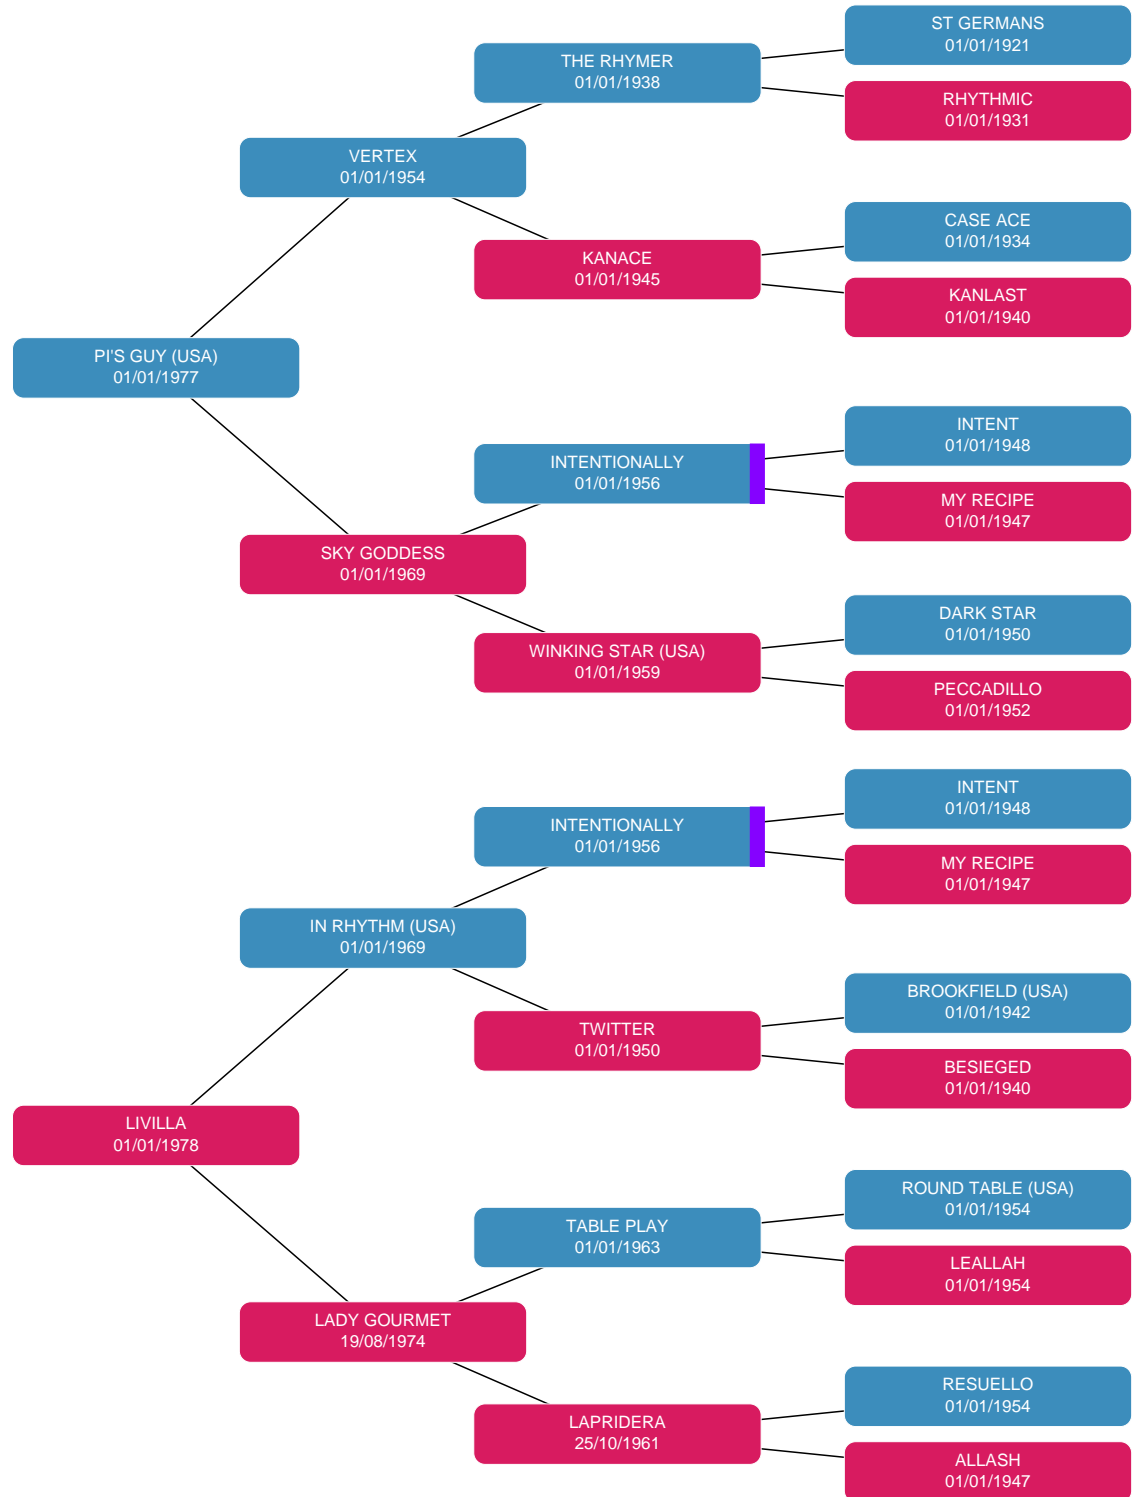 ST GERMANS
01/01/1921
THE RHYMER
01/01/1938
RHYTHMIC
01/01/1931
VERTEX
01/01/1954
CASE ACE
01/01/1934
KANACE
01/01/1945
KANLAST
01/01/1940
PI'S GUY (USA)
01/01/1977
INTENT
01/01/1948
INTENTIONALLY
01/01/1956
MY RECIPE
01/01/1947
SKY GODDESS
01/01/1969
DARK STAR
01/01/1950
WINKING STAR (USA)
01/01/1959
PECCADILLO
01/01/1952
INTENT
01/01/1948
INTENTIONALLY
01/01/1956
MY RECIPE
01/01/1947
IN RHYTHM (USA)
01/01/1969
BROOKFIELD (USA)
01/01/1942
TWITTER
01/01/1950
BESIEGED
01/01/1940
LIVILLA
01/01/1978
ROUND TABLE (USA)
01/01/1954
TABLE PLAY
01/01/1963
LEALLAH
01/01/1954
LADY GOURMET
19/08/1974
RESUELLO
01/01/1954
LAPRIDERA
25/10/1961
ALLASH
01/01/1947